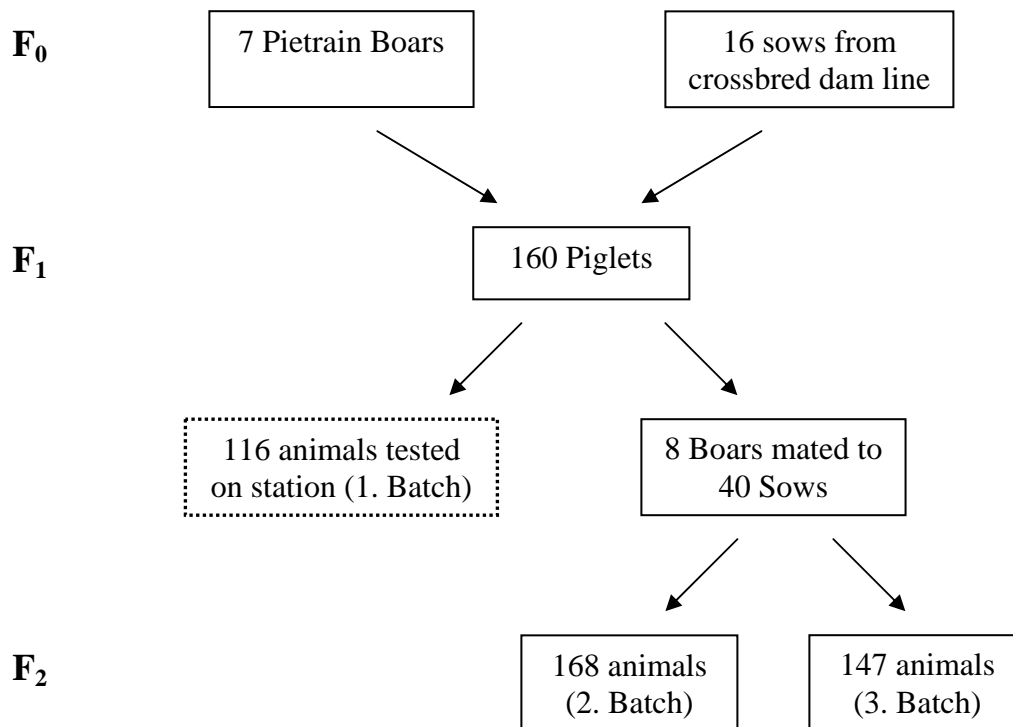 F₀
7 Pietrain Boars
16 sows from
crossbred dam line
F₁
160 Piglets
116 animals tested
on station (1. Batch)
8 Boars mated to
40 Sows
F₂
168 animals
(2. Batch)
147 animals
(3. Batch)